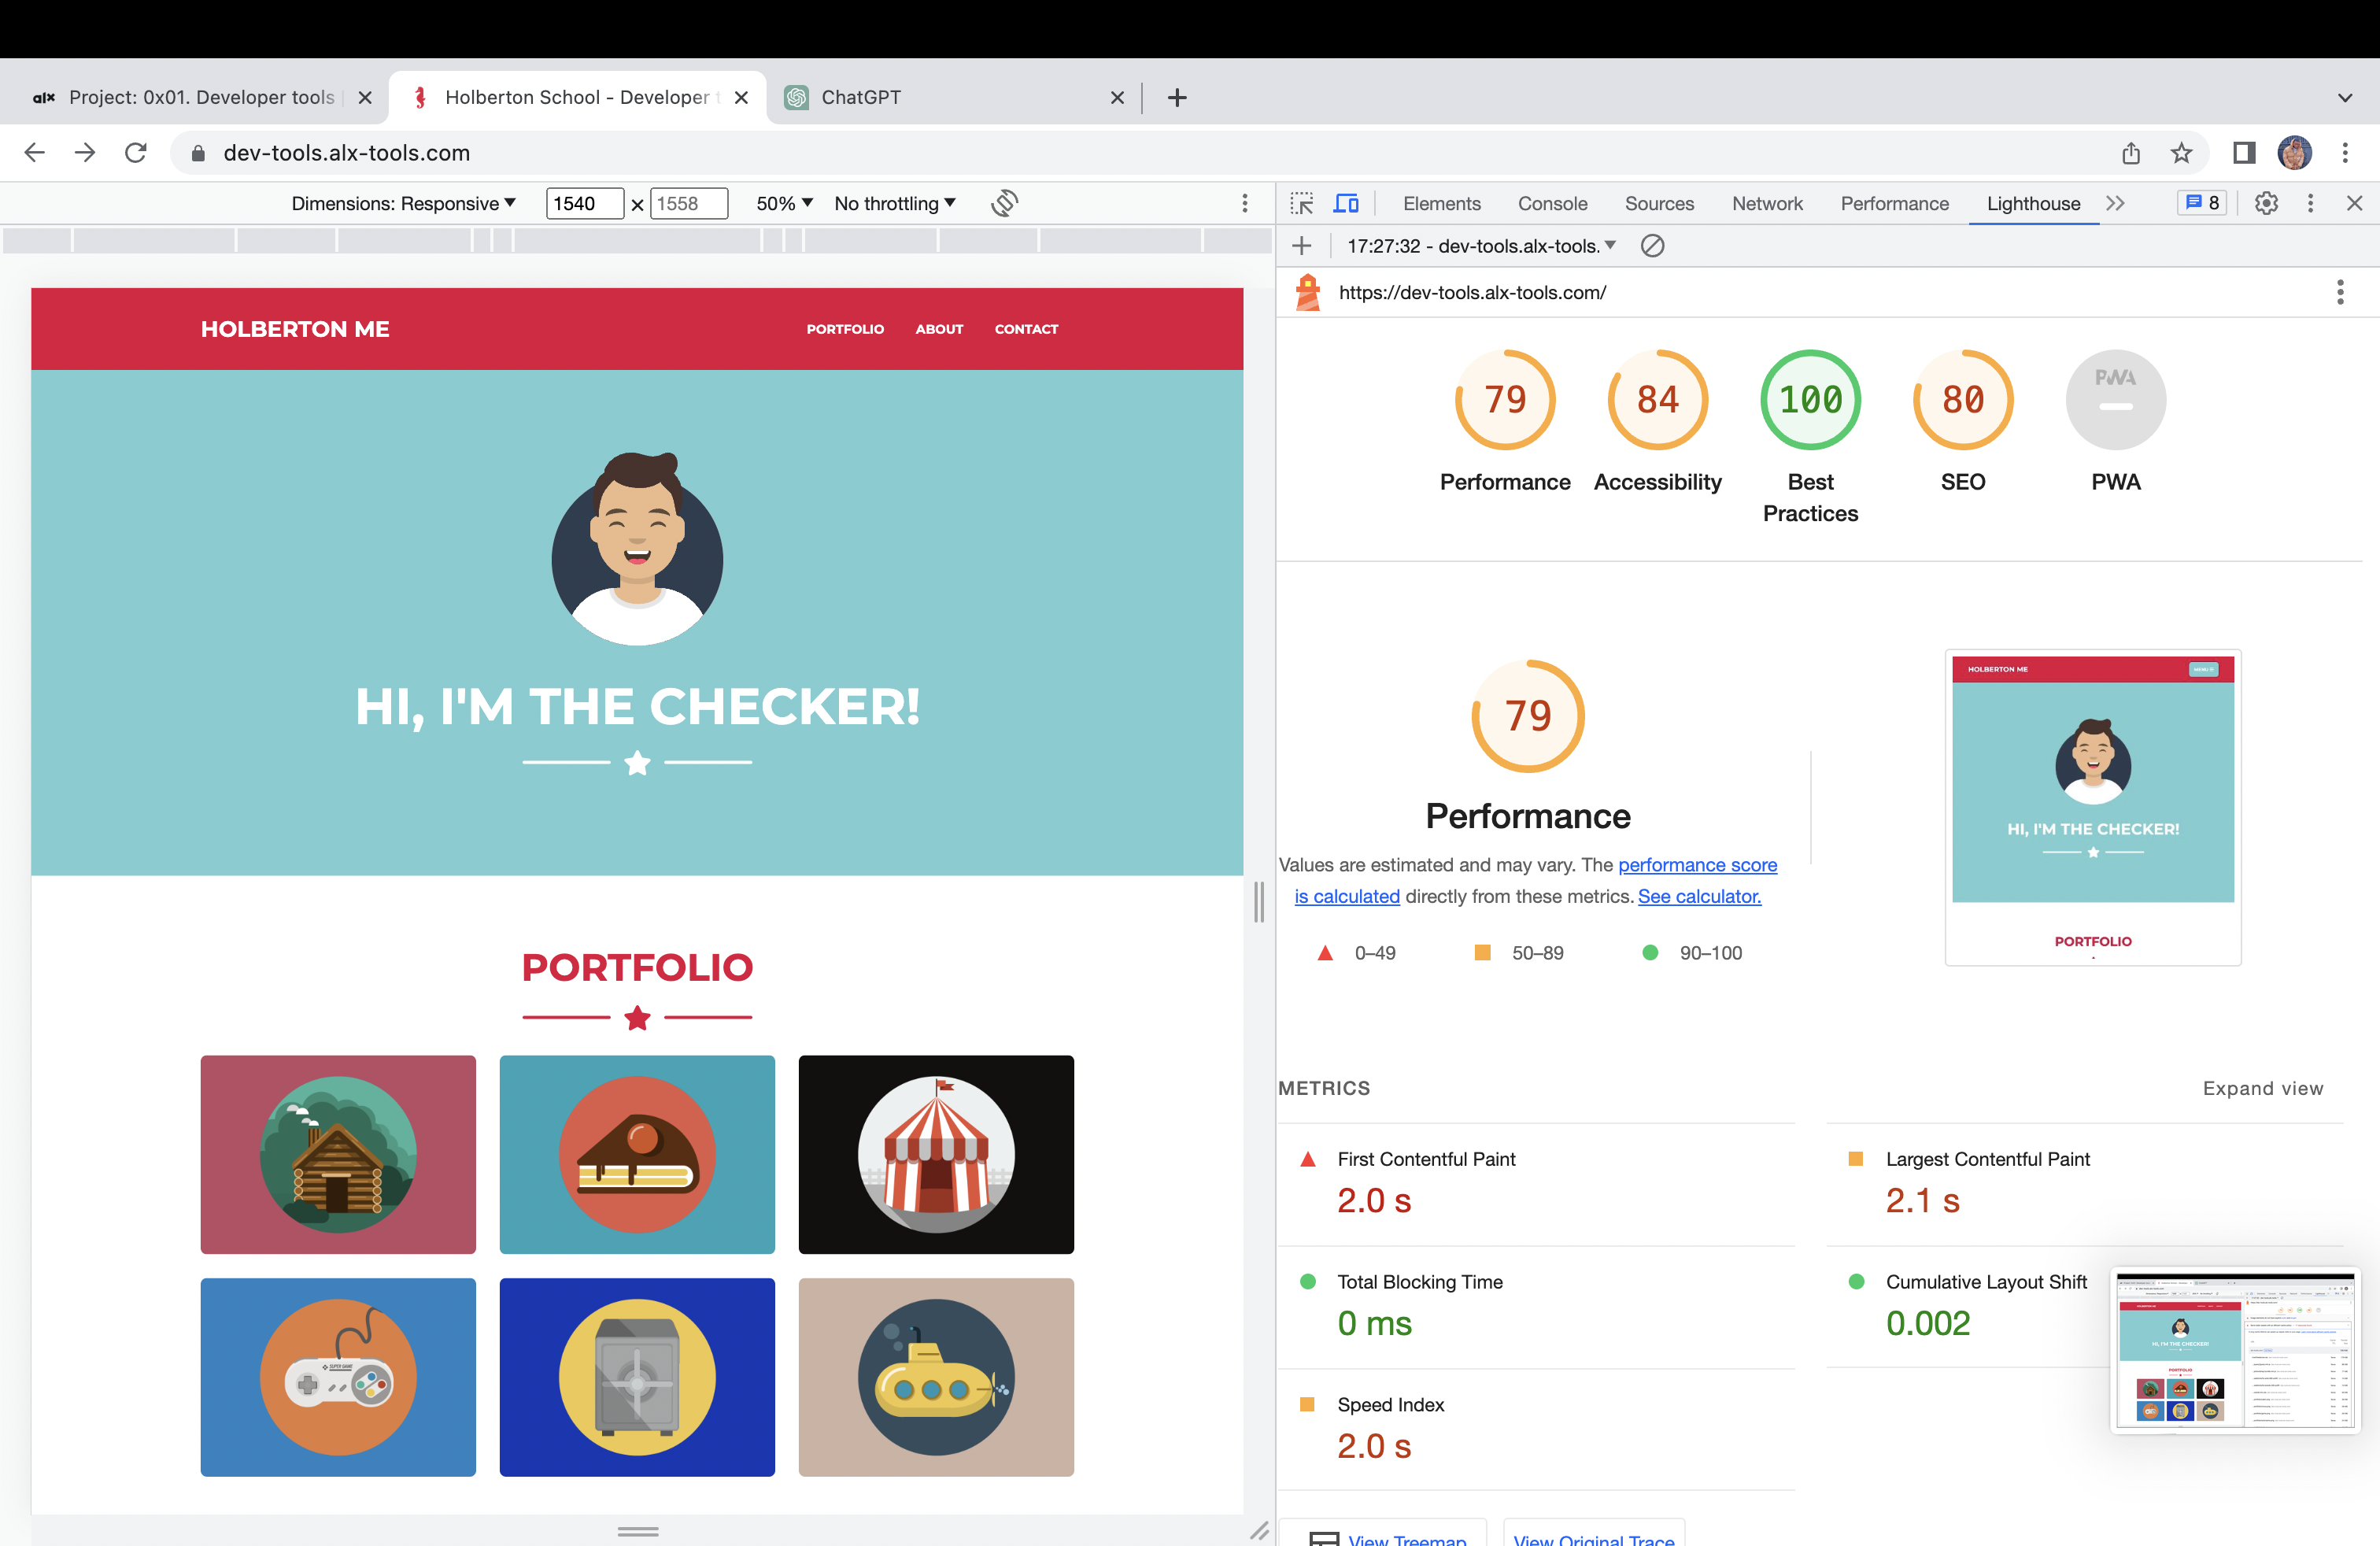 alx Project: 0x01. Developer tools
Holberton School - Developer t
ChatGPT
dev-tools.alx-tools.com
Dimensions: Responsive 1540 × 1558 50% No throttling
Elements Console Sources Network Performance Lighthouse 8
17:27:32 - dev-tools.alx-tools.
https://dev-tools.alx-tools.com/
HOLBERTON ME
PORTFOLIO ABOUT CONTACT
HI, I'M THE CHECKER!
PORTFOLIO
SUPER GAME
79 84 100 80 PWA
Performance Accessibility Best Practices SEO PWA
79
Performance
Values are estimated and may vary. The performance score
is calculated directly from these metrics. See calculator.
0–49 50–89 90–100
HOLBERTON ME MENU
HI, I'M THE CHECKER!
PORTFOLIO
METRICS
Expand view
First Contentful Paint
2.0 s
Largest Contentful Paint
2.1 s
Total Blocking Time
0 ms
Cumulative Layout Shift
0.002
Speed Index
2.0 s
View Treemap
View Original Trace